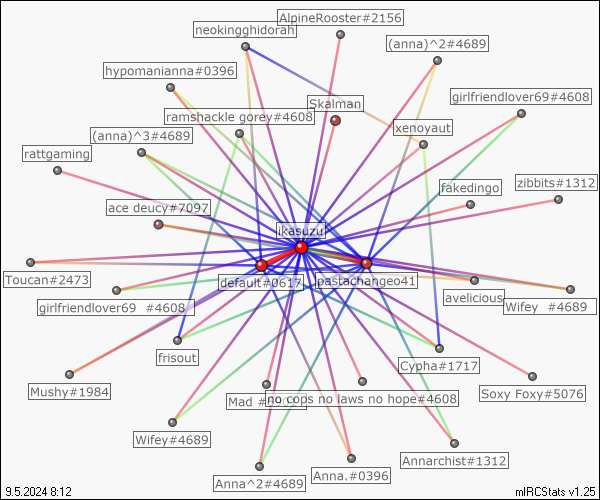 AlpineRooster#2156
neokingghidorah
(anna)^2#4689
hypomanianna#0396
girlfriendlover69#4608
Skalman
ramshackle gorey#4608
xenoyaut
(anna)^3#4689
rattgaming
zibbits#1312
fakedingo
ace deucy#7097
ikasuzu
Toucan#2473
default#0617
pastachangeo41
avelicious
girlfriendlover69 #4608
Wifey #4689
frisout
Cypha#1717
Mushy#1984
Soxy Foxy#5076
Mad
no cops no laws no hope#4608
Wifey#4689
Annarchist#1312
Anna^2#4689
Anna.#0396
9.5.2024 8:12
mIRCStats v1.25